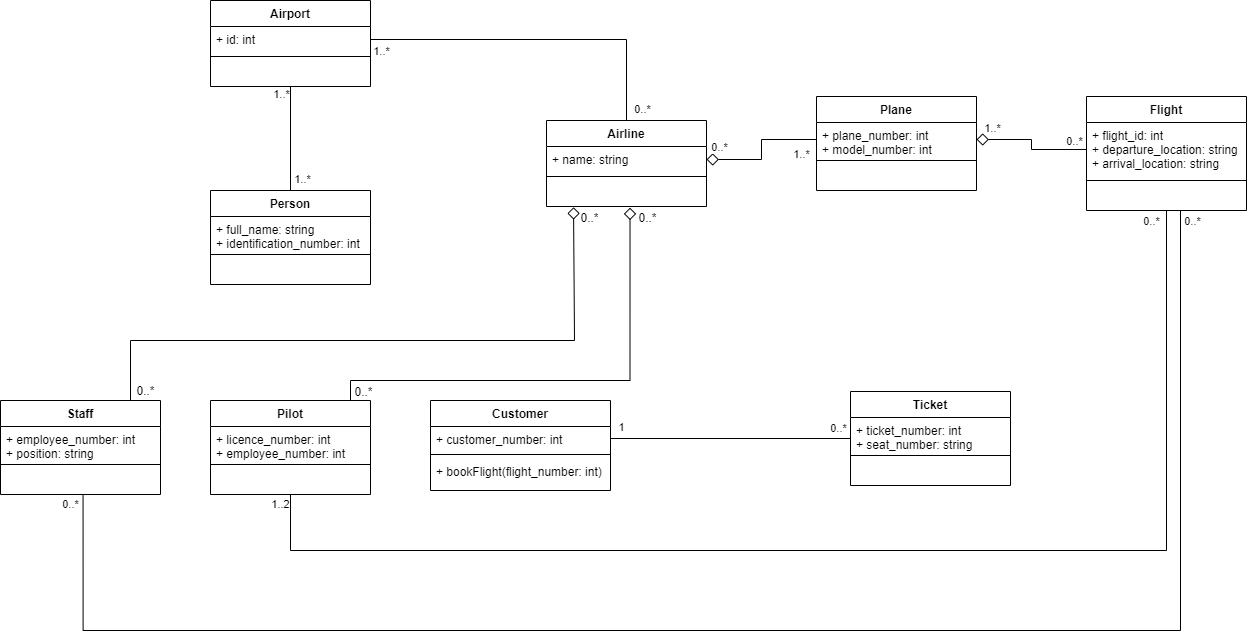 Airport
+ id: int
1..*
1..*
0..*
Airline
+ name: string
0..*
1..*
Plane
+ plane_number: int
+ model_number: int
1..*
0..*
Flight
+ flight_id: int
+ departure_location: string
+ arrival_location: string
1..*
Person
+ full_name: string
+ identification_number: int
0..*
0..*
0..*
0..*
0..*
0..*
Staff
+ employee_number: int
+ position: string
Pilot
+ licence_number: int
+ employee_number: int
Customer
+ customer_number: int
+ bookFlight(flight_number: int)
1
0..*
Ticket
+ ticket_number: int
+ seat_number: string
0..*
1..2